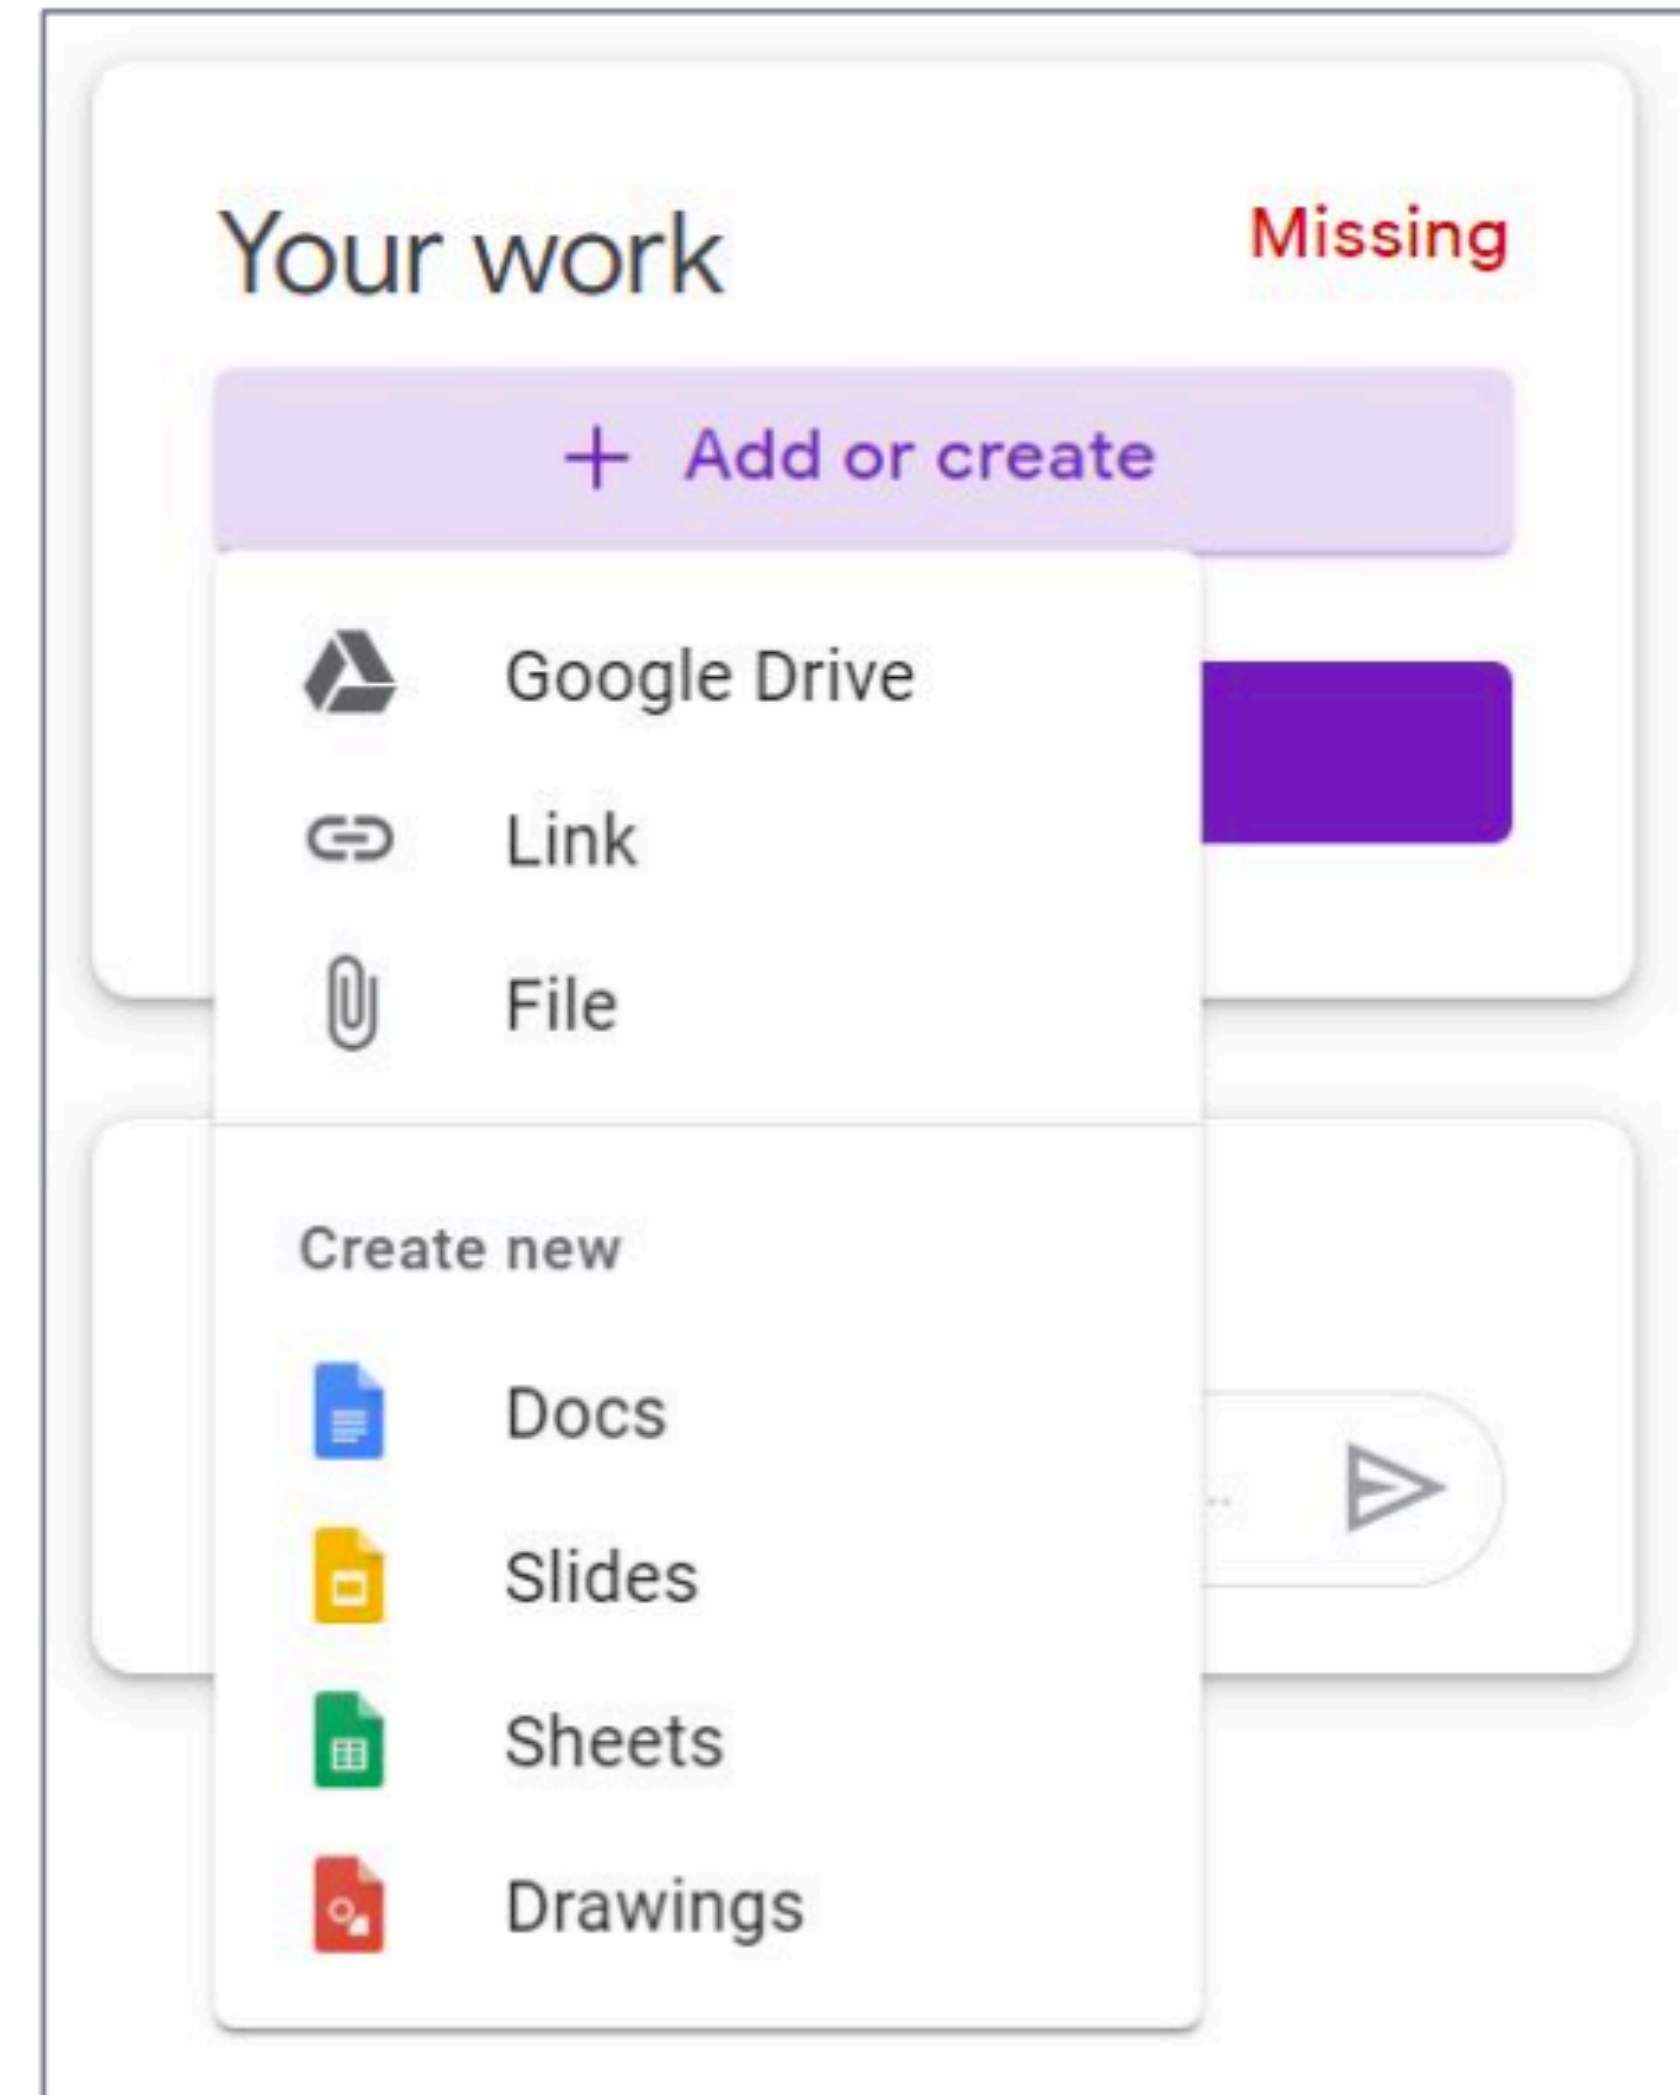 Your work
Missing
+ Add or create
Google Drive
Link
File
Create new
Docs
..
Slides
Sheets
Drawings